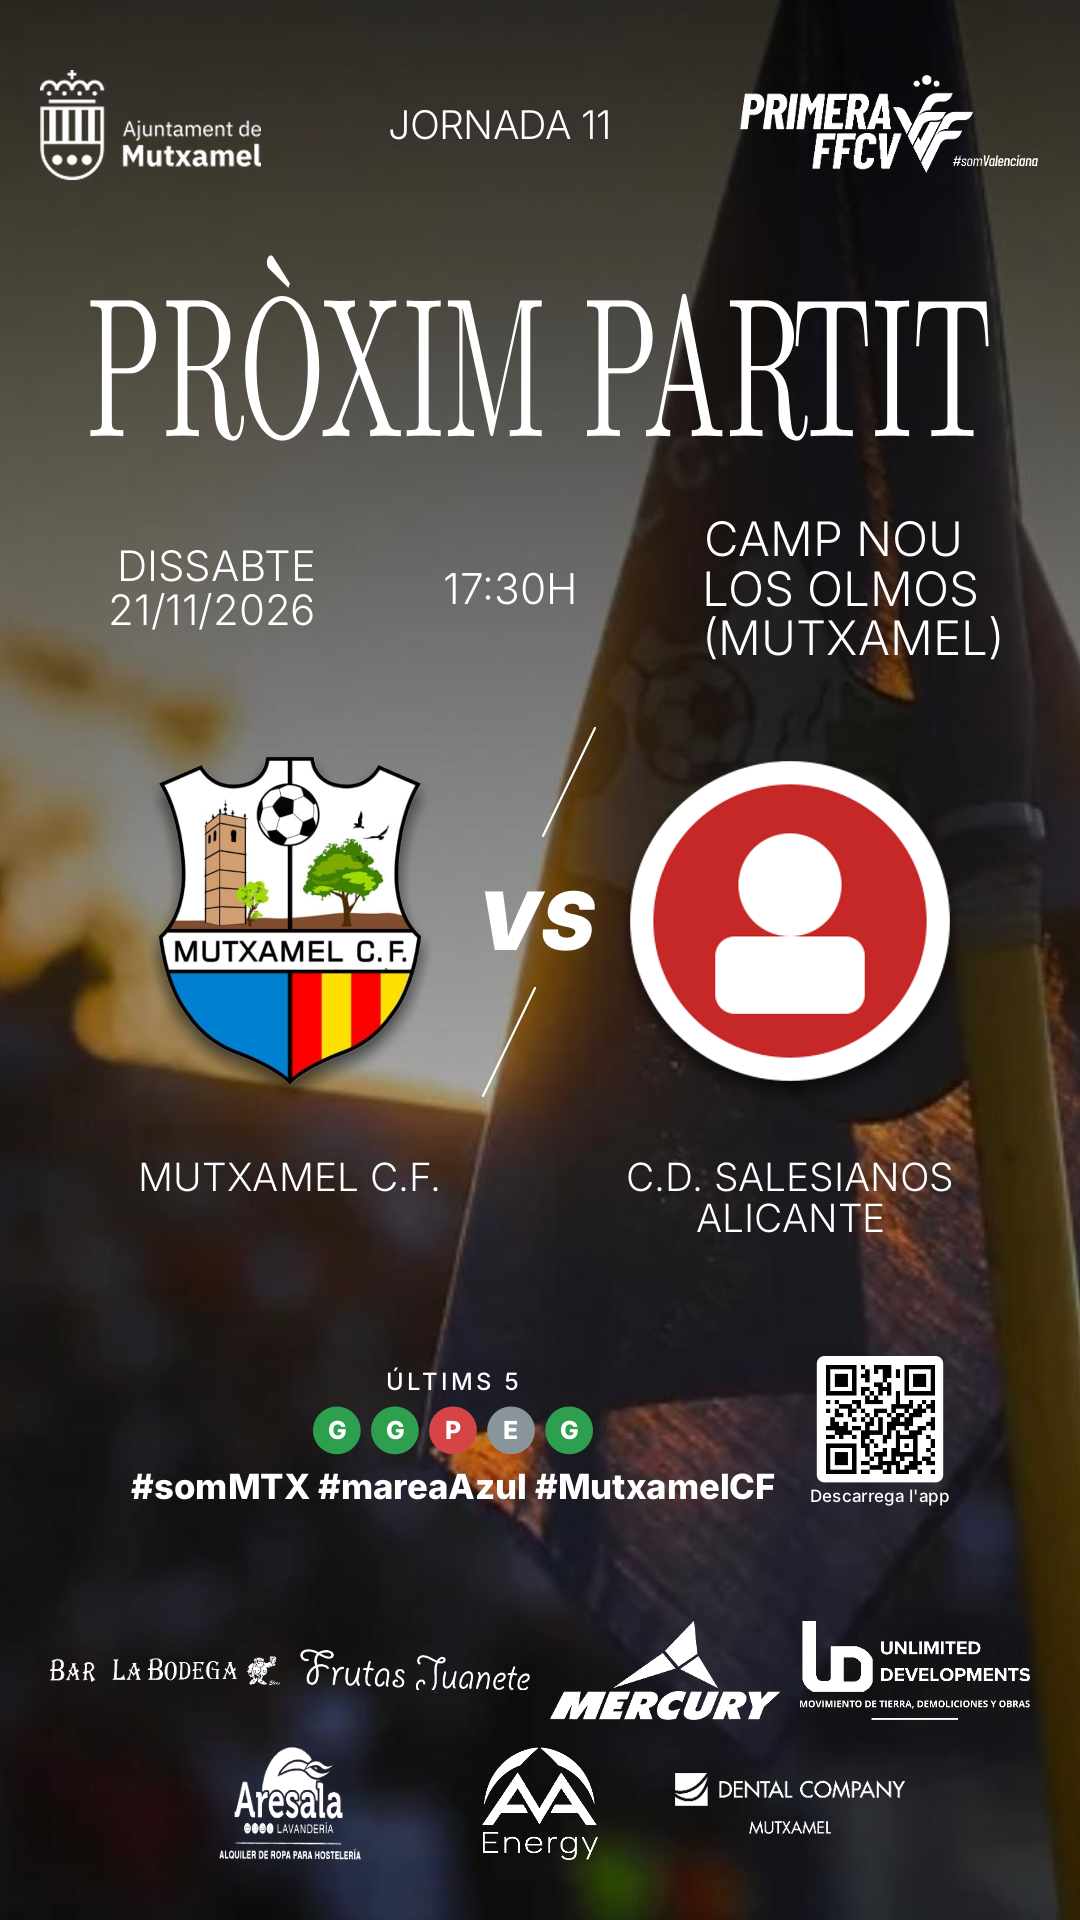 Ajuntament de
Mutxamel
JORNADA 11
PRIMERA
FFCV
#somValenciana
PRÒXIM PARTIT
DISSABTE
21/11/2026
17:30H
CAMP NOU
LOS OLMOS
(MUTXAMEL)
MUTXAMEL C.F.
VS
MUTXAMEL C.F.
C.D. SALESIANOS
ALICANTE
ÚLTIMS 5
G G P E G
#somMTX #mareaAzul #MutxamelCF
Descarrega l'app
BAR LA BODEGA
Frutas Juanete
MERCURY
UNLIMITED
DEVELOPMENTS
MOVIMIENTO DE TIERRA, DEMOLICIONES Y OBRAS
Aresala
LAVANDERÍA
ALQUILER DE ROPA PARA HOSTELERÍA
AA
Energy
DENTAL COMPANY
MUTXAMEL